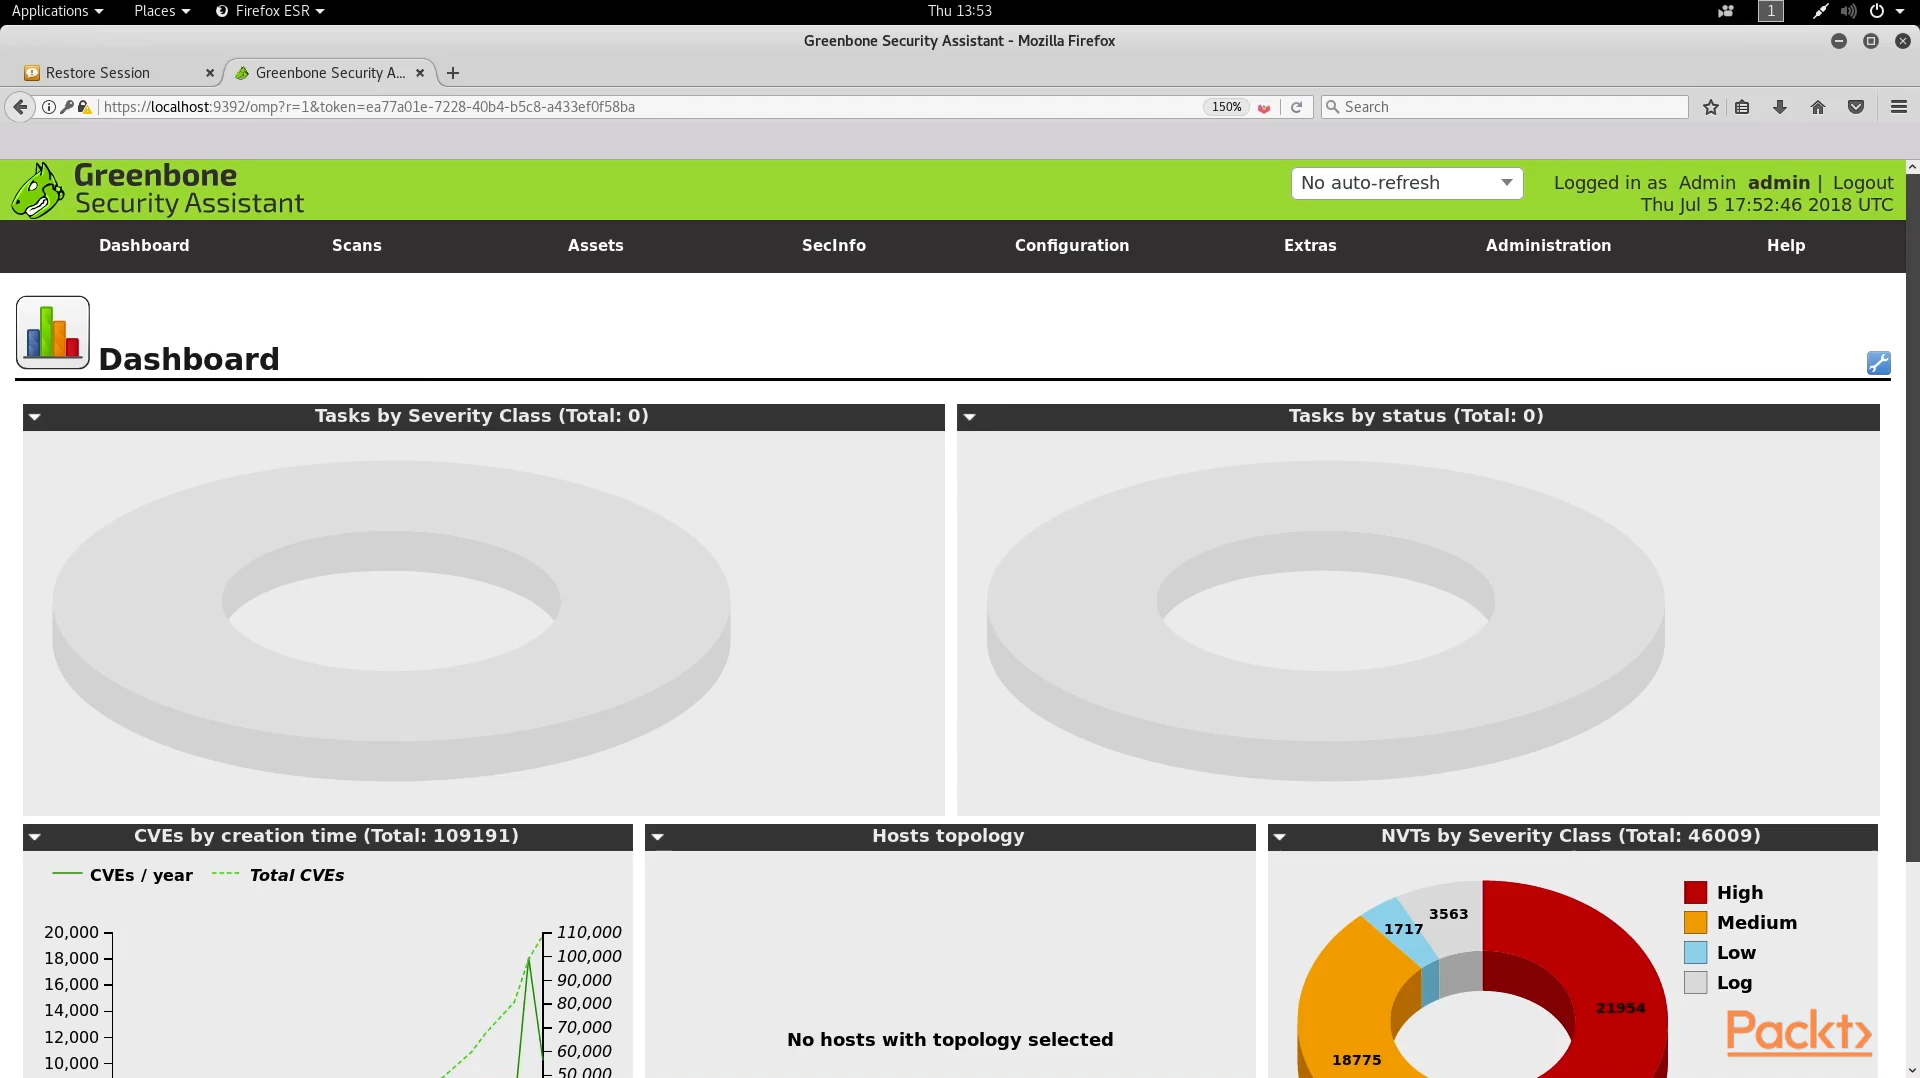 Applications Places Firefox ESR Thu 13:53 1
Greenbone Security Assistant - Mozilla Firefox
Restore Session Greenbone Security A...
https://localhost:9392/omp?r=1&token=ea77a01e-7228-40b4-b5c8-a433ef0f58ba 150% Search
Greenbone
Security Assistant
No auto-refresh Logged in as Admin admin | Logout
Thu Jul 5 17:52:46 2018 UTC
Dashboard Scans Assets SecInfo Configuration Extras Administration Help
Dashboard
Tasks by Severity Class (Total: 0) Tasks by status (Total: 0)
CVEs by creation time (Total: 109191) Hosts topology NVTs by Severity Class (Total: 46009)
CVEs / year Total CVEs
20,000 110,000
18,000 100,000
16,000 90,000
14,000 80,000
12,000 70,000
10,000 60,000
50,000
No hosts with topology selected
3563
1717
21954
18775
High
Medium
Low
Log
Packt>